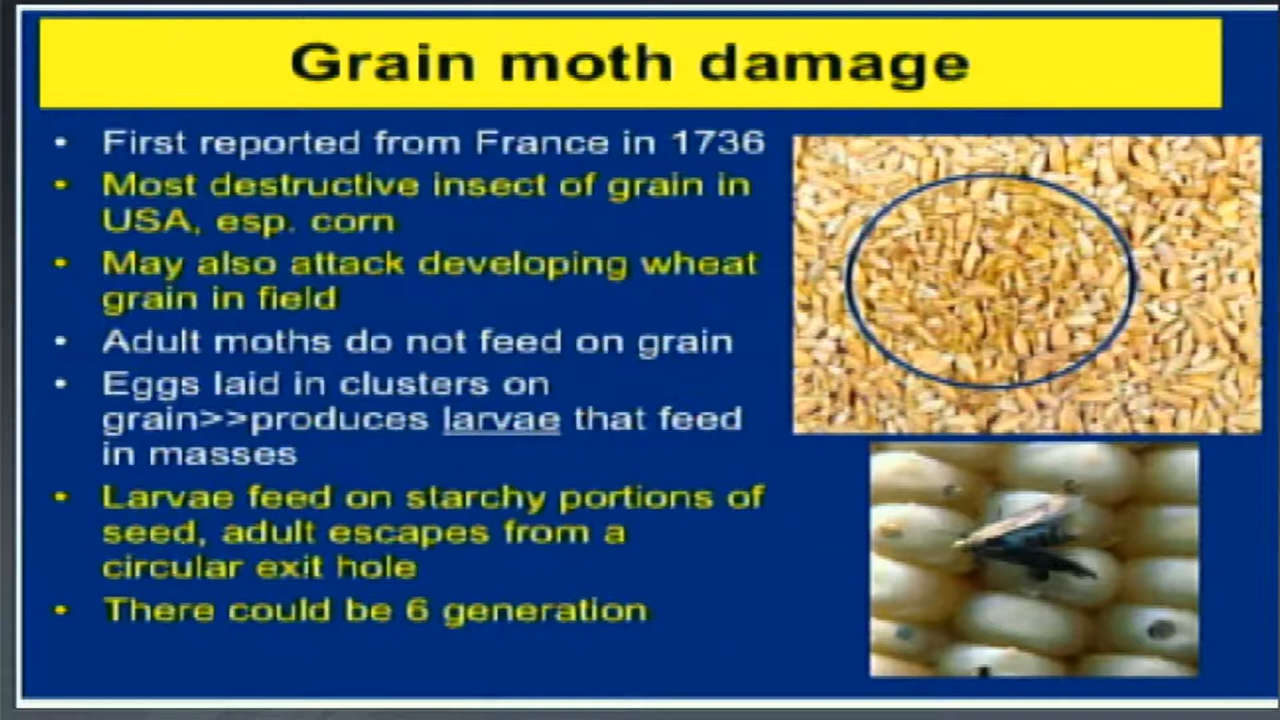 Grain moth damage
• First reported from France in 1736
• Most destructive insect of grain in
USA, esp. corn
• May also attack developing wheat
grain in field
• Adult moths do not feed on grain
• Eggs laid in clusters on
grain>>produces larvae that feed
in masses
• Larvae feed on starchy portions of
seed, adult escapes from a
circular exit hole
• There could be 6 generation